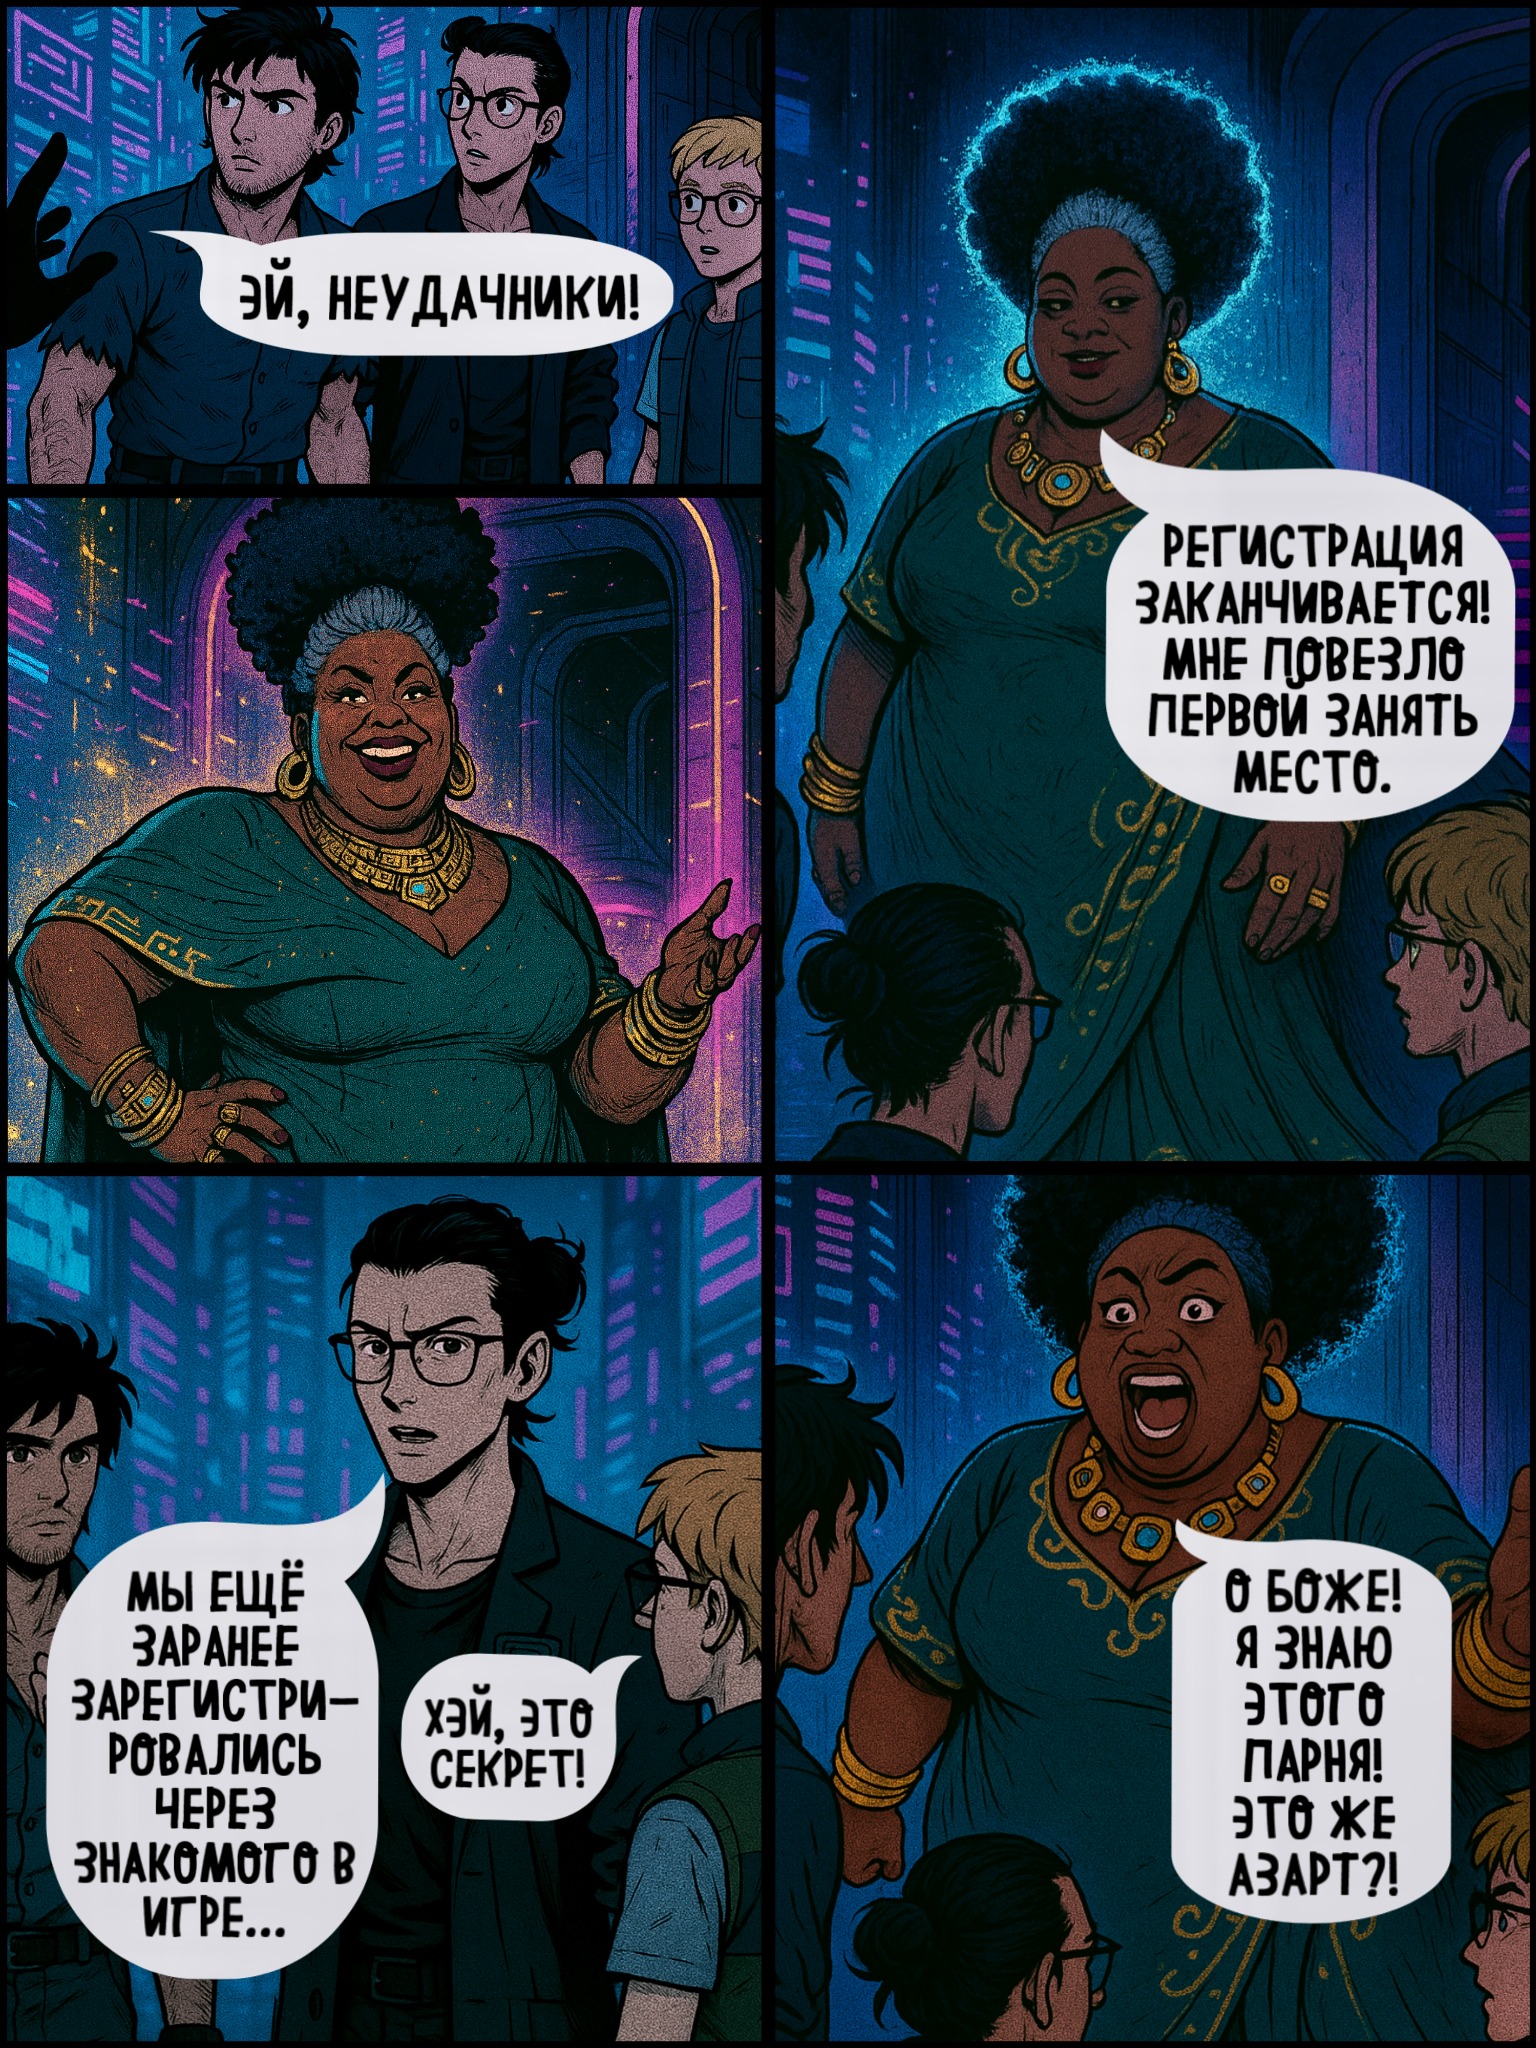 ЭЙ, НЕУДАЧНИКИ!
РЕГИСТРАЦИЯ
ЗАКАНЧИВАЕТСЯ!
МНЕ ПОВЕЗЛО
ПЕРВОЙ ЗАНЯТЬ
МЕСТО.
МЫ ЕЩЁ
ЗАРАНЕЕ
ЗАРЕГИСТРИ–
РОВАЛИСЬ
ЧЕРЕЗ
ЗНАКОМОГО В
ИГРЕ...
ХЭЙ, ЭТО
СЕКРЕТ!
О БОЖЕ!
Я ЗНАЮ
ЭТОГО
ПАРНЯ!
ЭТО ЖЕ
АЗАРТ?!